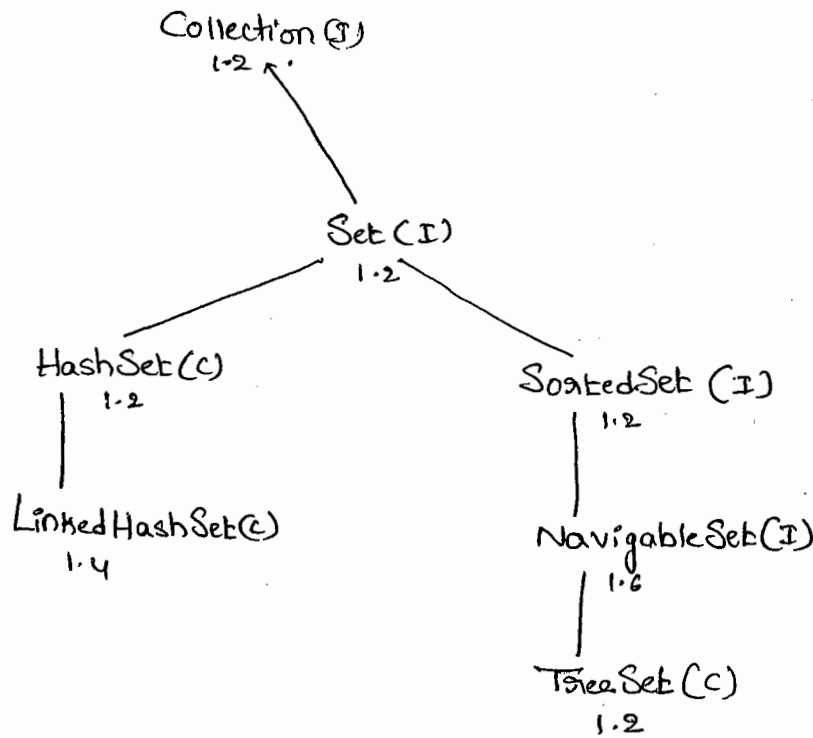 Collection (I)
1.2
Set (I)
1.2
HashSet (C)
1.2
SortedSet (I)
1.2
LinkedHashSet (C)
1.4
NavigableSet (I)
1.6
TreeSet (C)
1.2